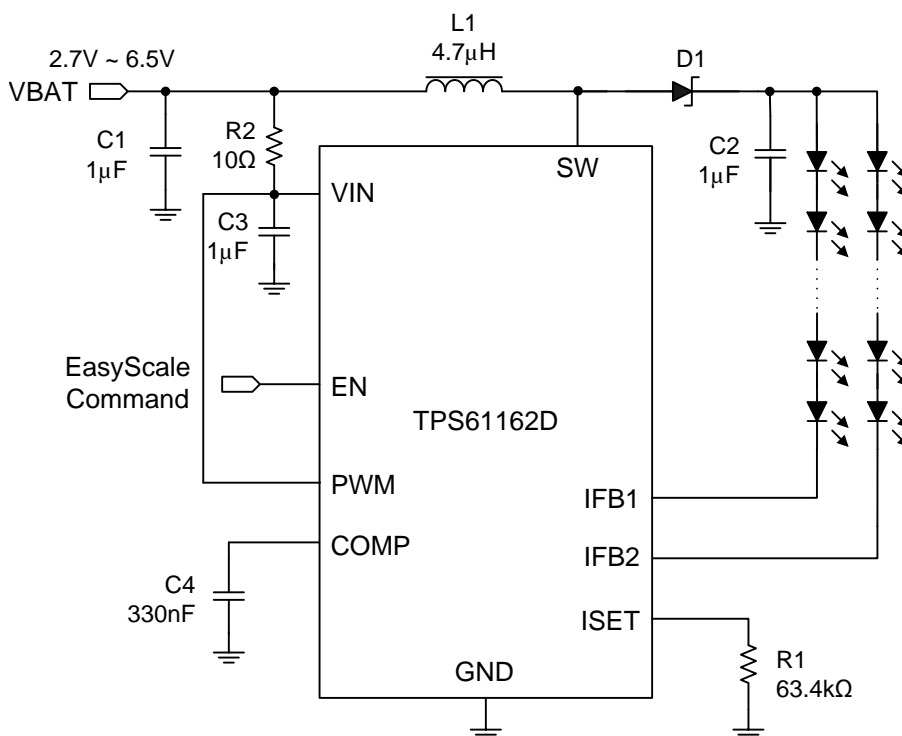 L1
4.7µH
D1
2.7V ~ 6.5V
VBAT
C1
1µF
R2
10Ω
C3
1µF
C2
1µF
SW
VIN
EasyScale
Command
EN
TPS61162D
PWM
COMP
C4
330nF
IFB1
IFB2
ISET
GND
R1
63.4kΩ